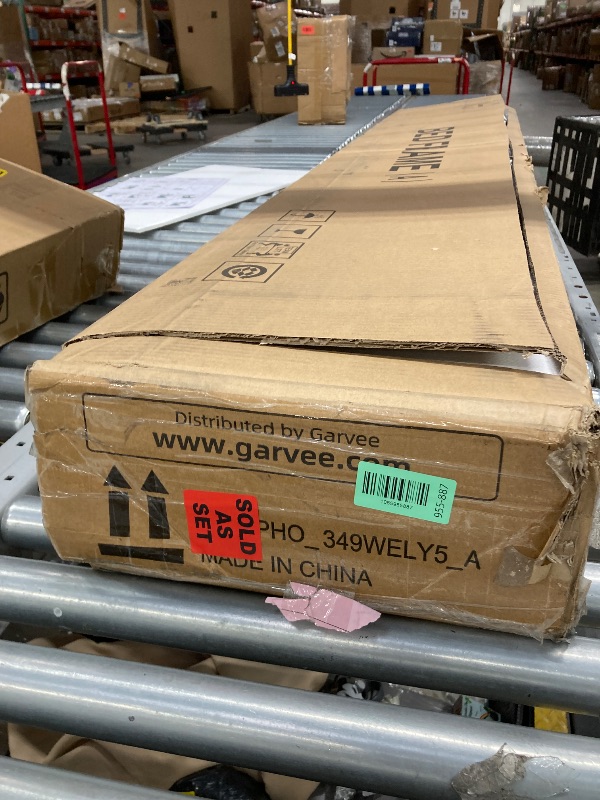 BED FRAME
Distributed by Garvee
www.garvee.com
955-887
SOLD
AS
SET
PHO_349WELY5_A
MADE IN CHINA